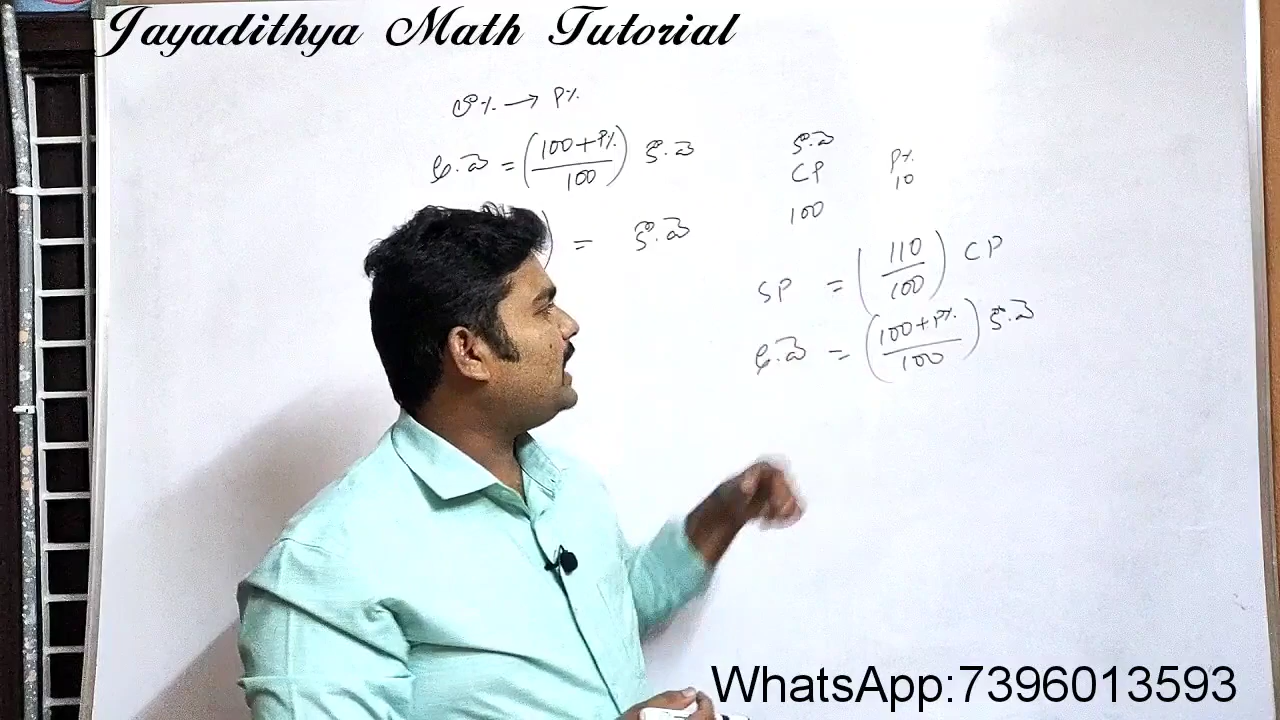 Jayadithya Math Tutorial
లా% → P%
అ.వె = (100+P%/100) కొ.వె
) = కొ.వె
కొ.వె
CP P%
100 10
SP = (110/100) CP
అ.వె = (100+P%/100) కొ.వె
WhatsApp:7396013593